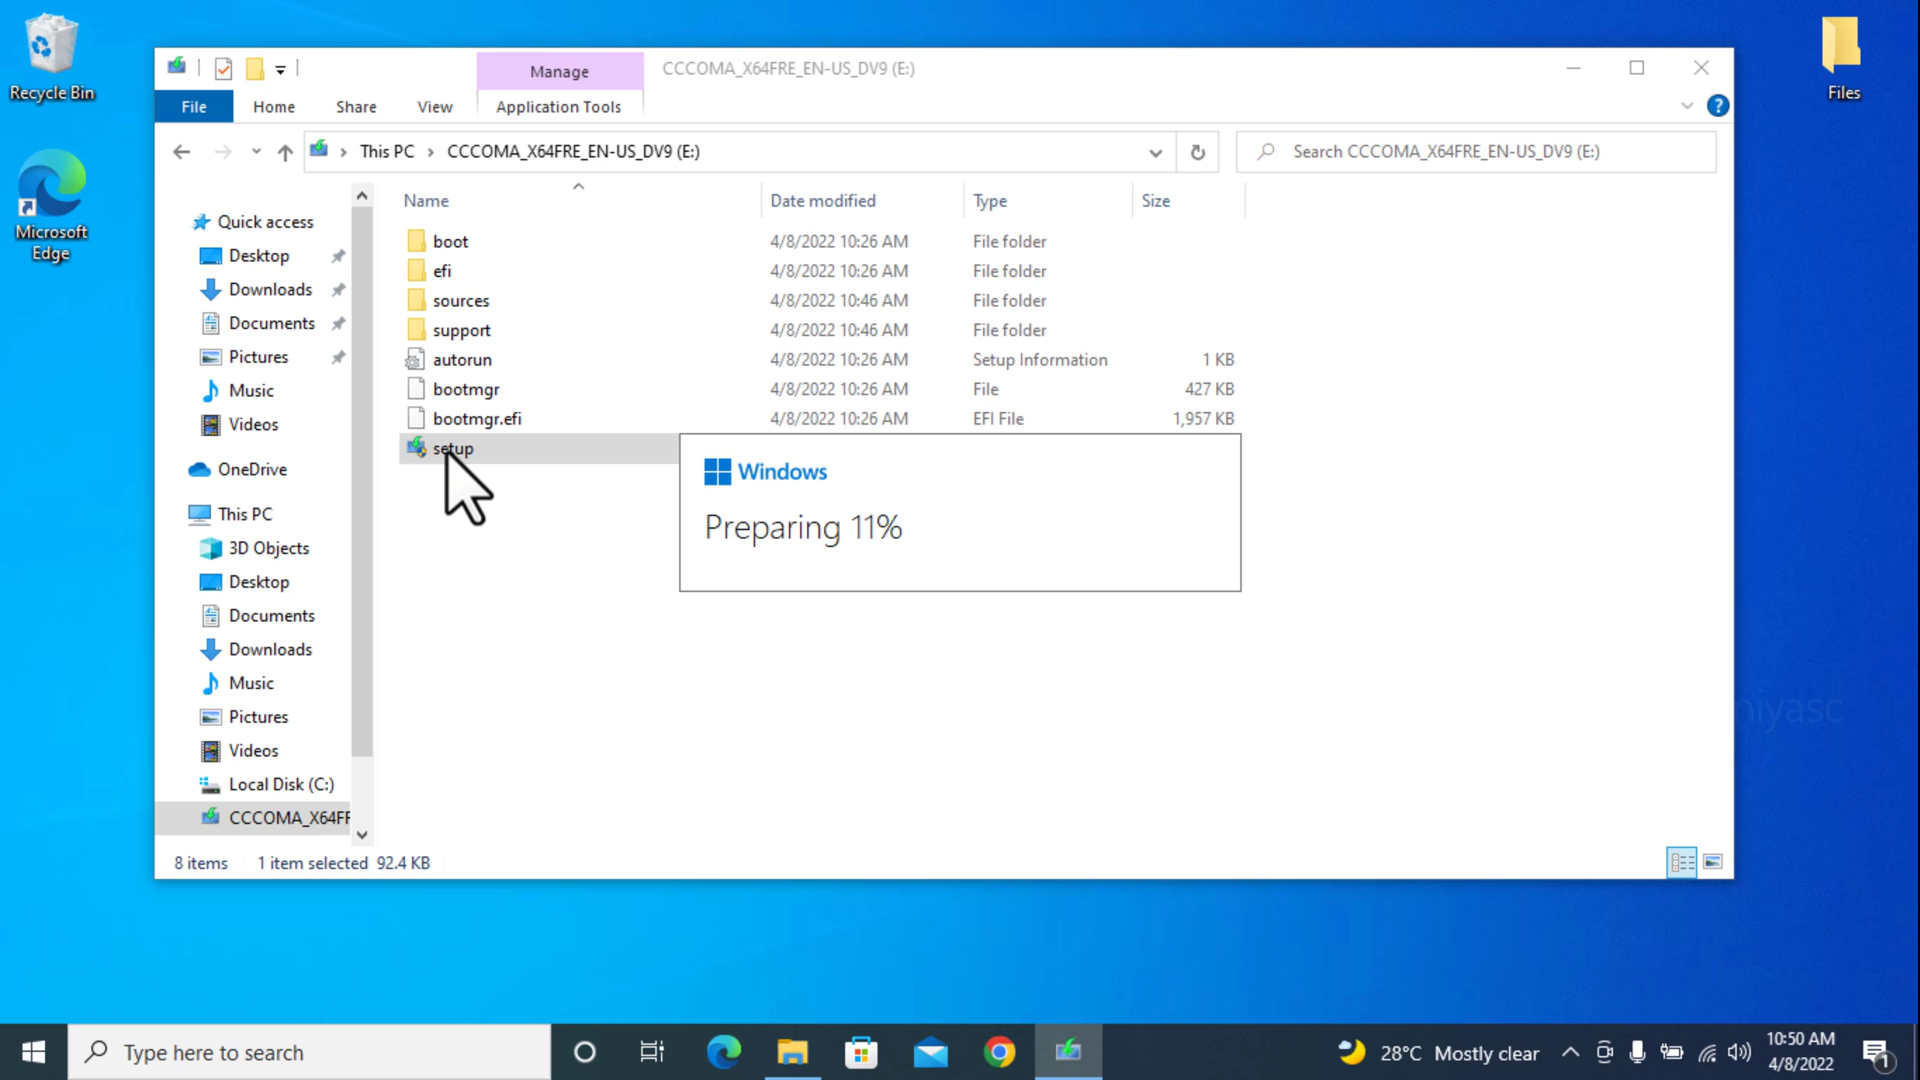 Recycle Bin
Microsoft
Edge
Files
Manage
CCCOMA_X64FRE_EN-US_DV9 (E:)
File
Home
Share
View
Application Tools
This PC
CCCOMA_X64FRE_EN-US_DV9 (E:)
Search CCCOMA_X64FRE_EN-US_DV9 (E:)
Name
Date modified
Type
Size
Quick access
Desktop
Downloads
Documents
Pictures
Music
Videos
OneDrive
This PC
3D Objects
Desktop
Documents
Downloads
Music
Pictures
Videos
Local Disk (C:)
CCCOMA_X64FR
boot 4/8/2022 10:26 AM File folder
efi 4/8/2022 10:26 AM File folder
sources 4/8/2022 10:46 AM File folder
support 4/8/2022 10:46 AM File folder
autorun 4/8/2022 10:26 AM Setup Information 1 KB
bootmgr 4/8/2022 10:26 AM File 427 KB
bootmgr.efi 4/8/2022 10:26 AM EFI File 1,957 KB
setup
Windows
Preparing 11%
8 items 1 item selected 92.4 KB
Type here to search
28°C Mostly clear
10:50 AM
4/8/2022
1